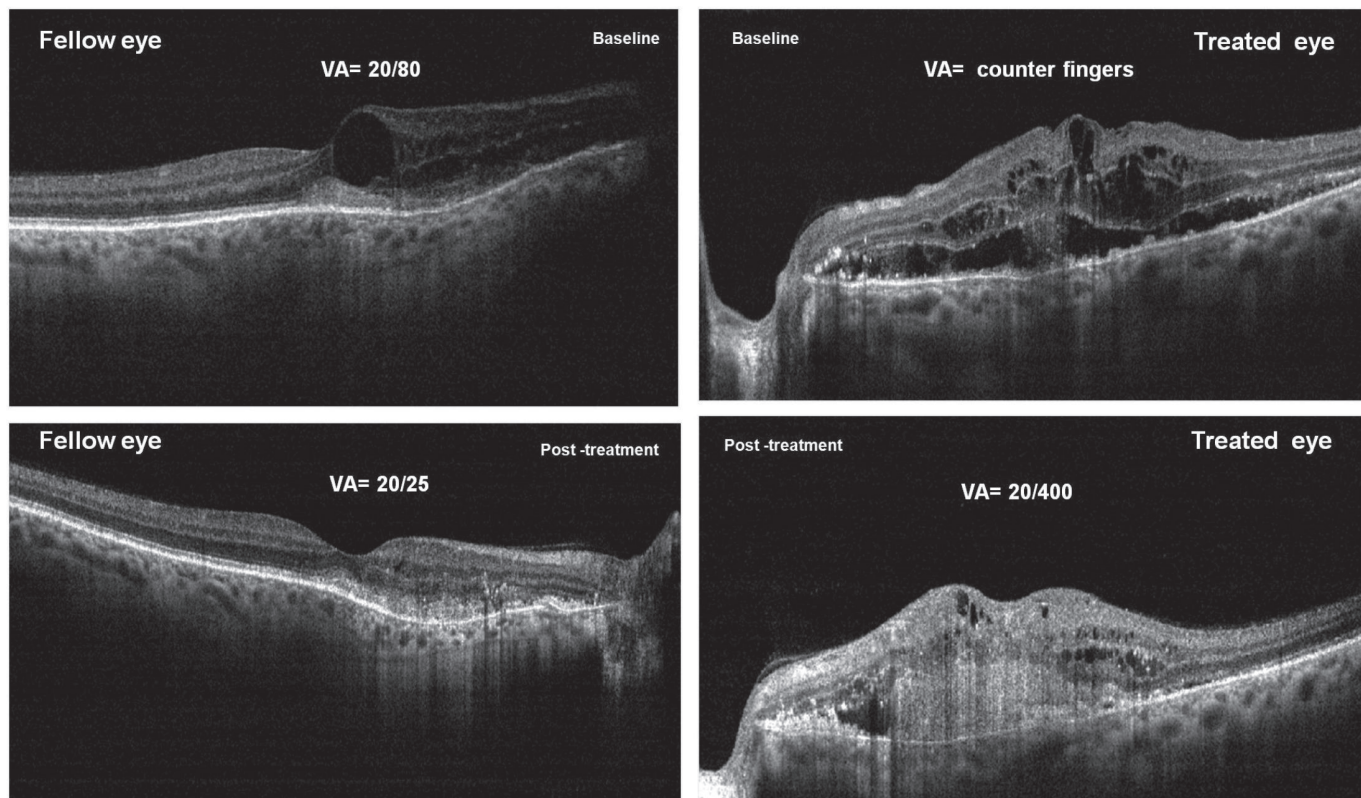 Fellow eye
Baseline
VA= 20/80
Baseline
Treated eye
VA= counter fingers
Fellow eye
Post -treatment
VA= 20/25
Post -treatment
Treated eye
VA= 20/400